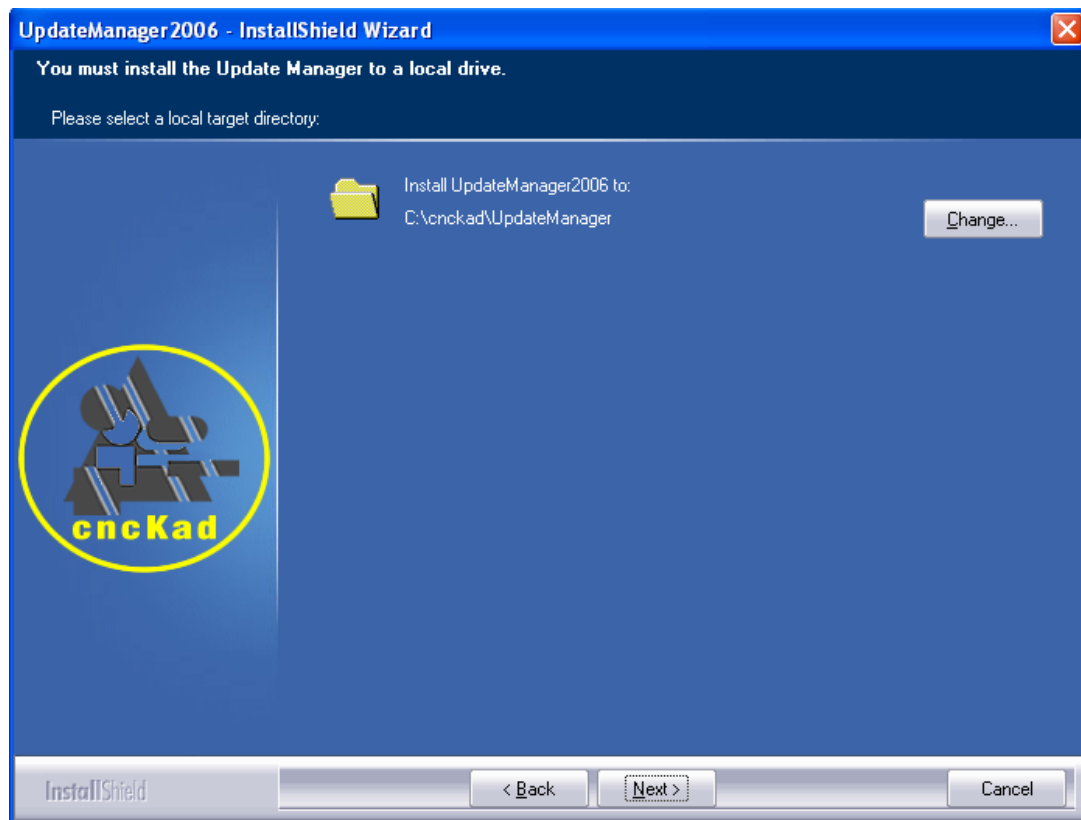 UpdateManager2006 - InstallShield Wizard
You must install the Update Manager to a local drive.
Please select a local target directory:
Install UpdateManager2006 to:
C:\cnckad\UpdateManager
Change...
cncKad
InstallShield
< Back
Next >
Cancel